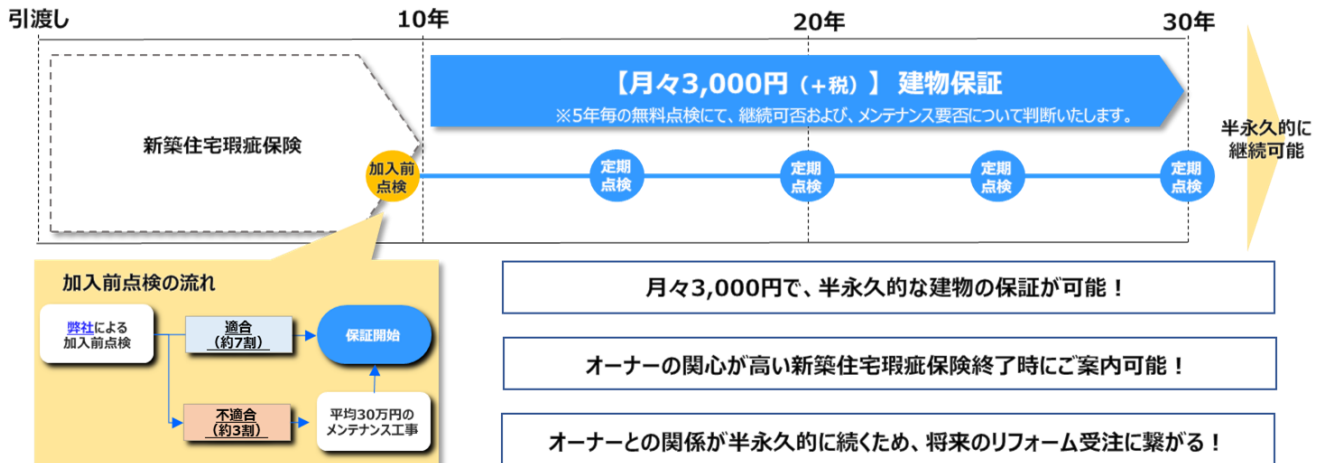 引渡し
10年
20年
30年
【月々3,000円（+税）】 建物保証
※5年毎の無料点検にて、継続可否および、メンテナンス要否について判断いたします。
新築住宅瑕疵保険
加入前
点検
定期
点検
定期
点検
定期
点検
定期
点検
半永久的に
継続可能
加入前点検の流れ
弊社による
加入前点検
適合
（約7割）
保証開始
不適合
（約3割）
平均30万円の
メンテナンス工事
月々3,000円で、半永久的な建物の保証が可能！
オーナーの関心が高い新築住宅瑕疵保険終了時にご案内可能！
オーナーとの関係が半永久的に続くため、将来のリフォーム受注に繋がる！